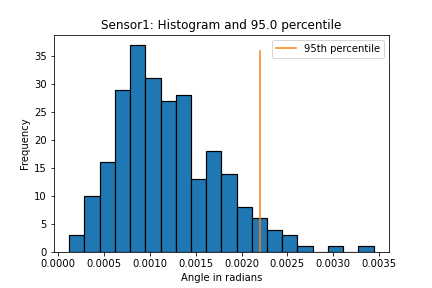 Sensor1: Histogram and 95.0 percentile
95th percentile
Frequency
35
30
25
20
15
10
5
0
0.0000 0.0005 0.0010 0.0015 0.0020 0.0025 0.0030 0.0035
Angle in radians